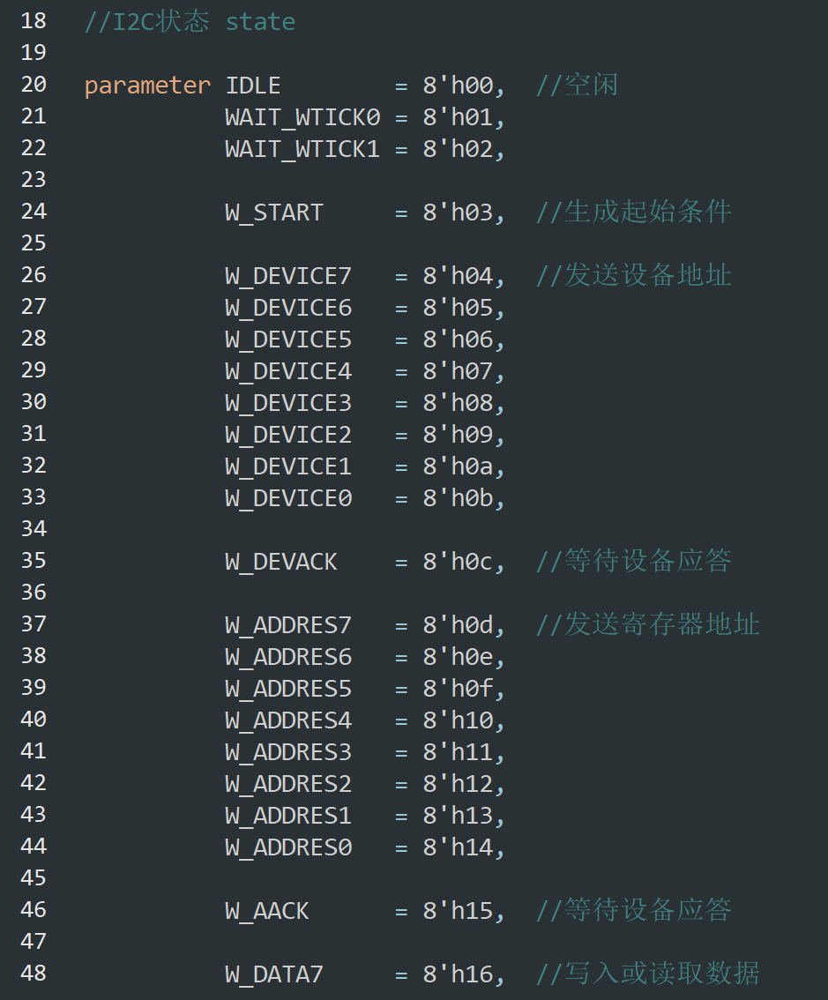 18 //I2C状态 state
19
20 parameter IDLE        = 8'h00,  //空闲
21           WAIT_WTICK0 = 8'h01,
22           WAIT_WTICK1 = 8'h02,
23
24           W_START     = 8'h03,  //生成起始条件
25
26           W_DEVICE7   = 8'h04,  //发送设备地址
27           W_DEVICE6   = 8'h05,
28           W_DEVICE5   = 8'h06,
29           W_DEVICE4   = 8'h07,
30           W_DEVICE3   = 8'h08,
31           W_DEVICE2   = 8'h09,
32           W_DEVICE1   = 8'h0a,
33           W_DEVICE0   = 8'h0b,
34
35           W_DEVACK    = 8'h0c,  //等待设备应答
36
37           W_ADDRES7   = 8'h0d,  //发送寄存器地址
38           W_ADDRES6   = 8'h0e,
39           W_ADDRES5   = 8'h0f,
40           W_ADDRES4   = 8'h10,
41           W_ADDRES3   = 8'h11,
42           W_ADDRES2   = 8'h12,
43           W_ADDRES1   = 8'h13,
44           W_ADDRES0   = 8'h14,
45
46           W_AACK      = 8'h15,  //等待设备应答
47
48           W_DATA7     = 8'h16,  //写入或读取数据